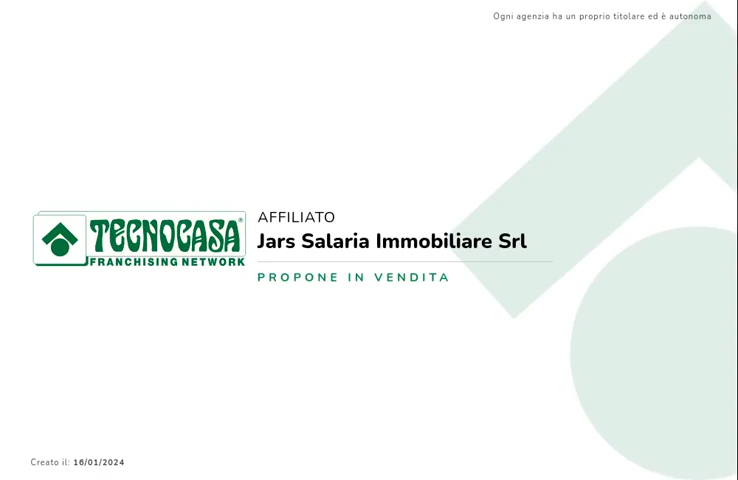 Ogni agenzia ha un proprio titolare ed è autonoma
TECNOCASA®
FRANCHISING NETWORK
AFFILIATO
Jars Salaria Immobiliare Srl
PROPONE IN VENDITA
Creato il: 16/01/2024